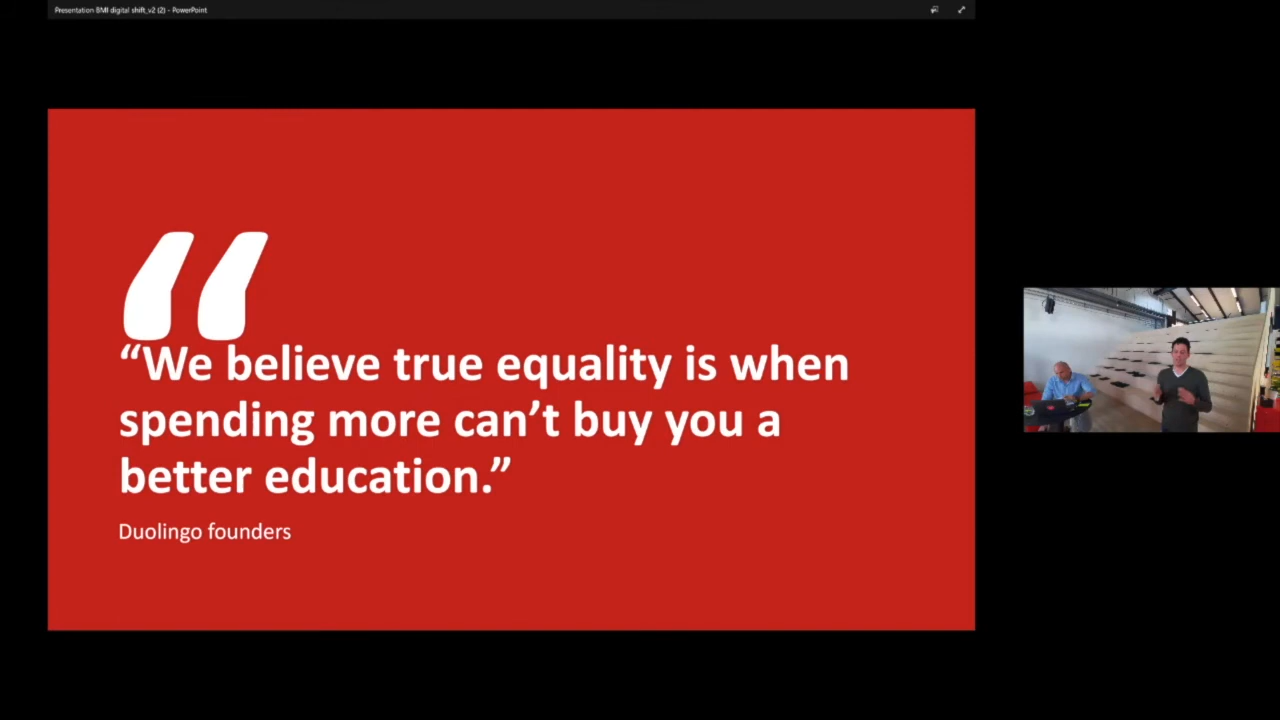 Presentation BMI digital shift_v2 (2) - PowerPoint
“
“We believe true equality is when
spending more can’t buy you a
better education.”
Duolingo founders